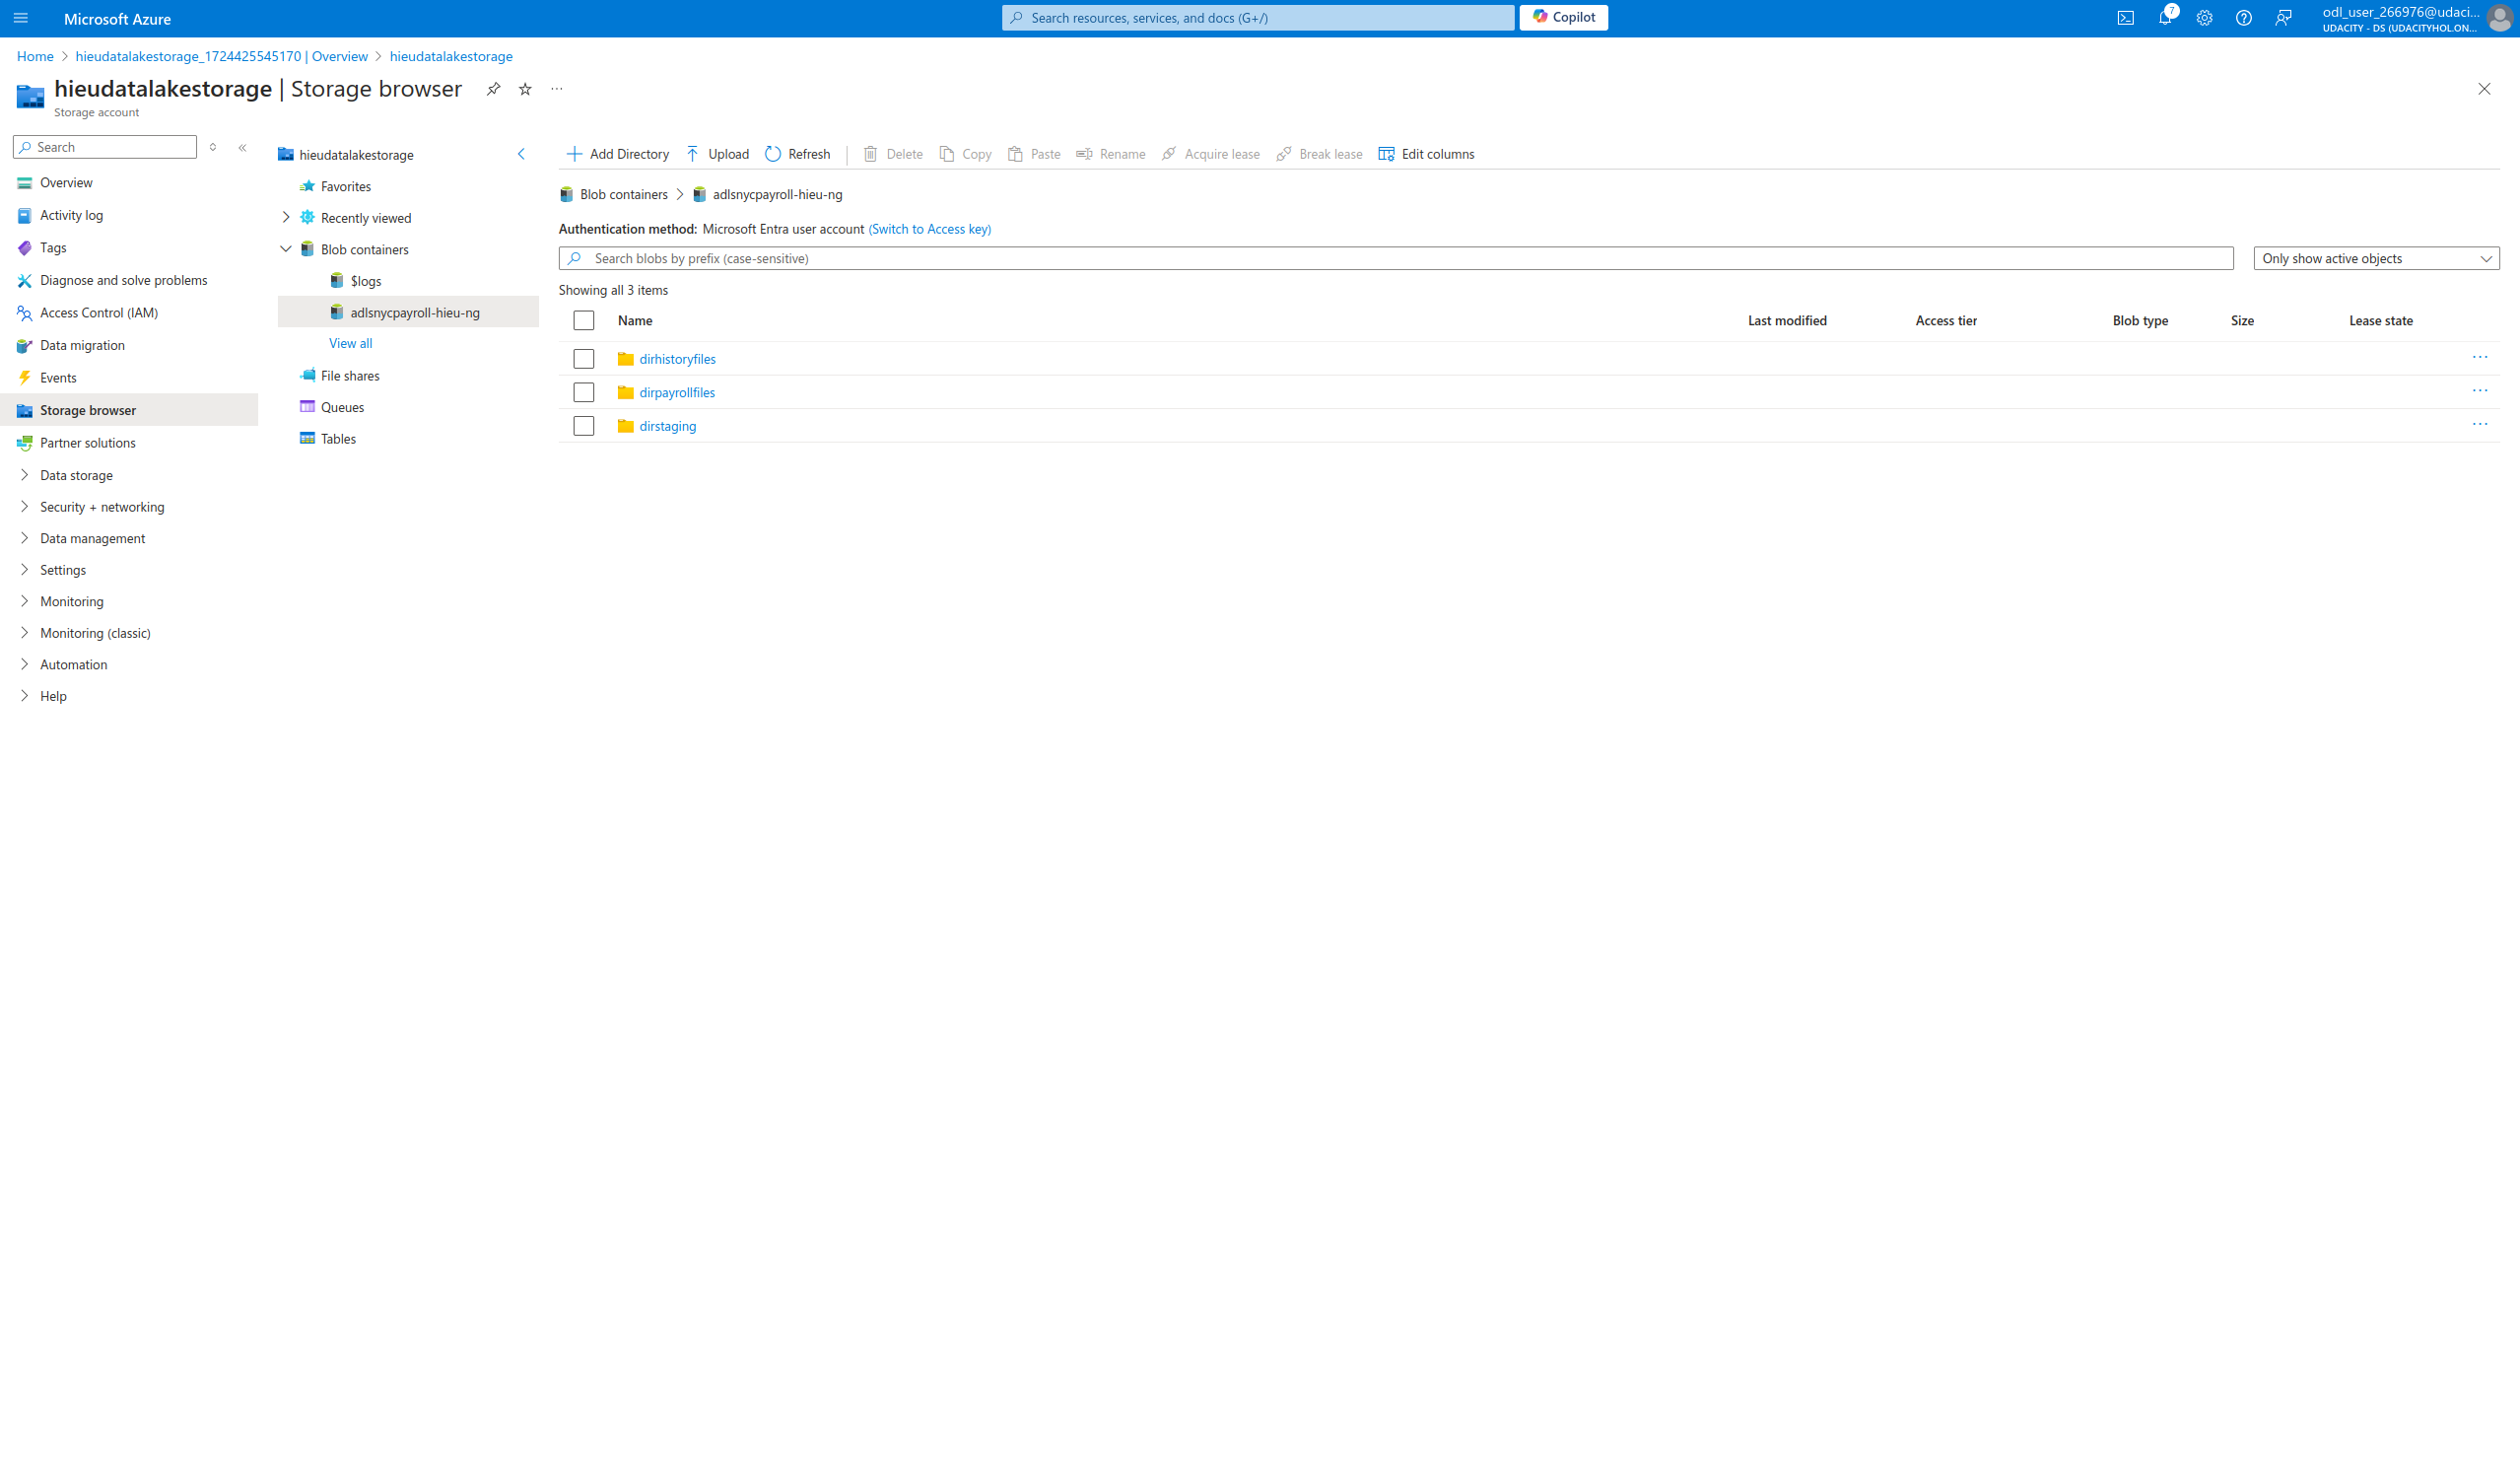 Microsoft Azure
Search resources, services, and docs (G+/)
Copilot
7
odl_user_266976@udaci...
UDACITY - DS (UDACITYHOL.ON...
Home > hieudatalakestorage_1724425545170 | Overview > hieudatalakestorage
hieudatalakestorage | Storage browser
Storage account
Search
Overview
Activity log
Tags
Diagnose and solve problems
Access Control (IAM)
Data migration
Events
Storage browser
Partner solutions
Data storage
Security + networking
Data management
Settings
Monitoring
Monitoring (classic)
Automation
Help
hieudatalakestorage
Favorites
Recently viewed
Blob containers
$logs
adlsnycpayroll-hieu-ng
View all
File shares
Queues
Tables
Add Directory Upload Refresh Delete Copy Paste Rename Acquire lease Break lease Edit columns
Blob containers > adlsnycpayroll-hieu-ng
Authentication method: Microsoft Entra user account (Switch to Access key)
Search blobs by prefix (case-sensitive)
Only show active objects
Showing all 3 items
Name Last modified Access tier Blob type Size Lease state
dirhistoryfiles
dirpayrollfiles
dirstaging